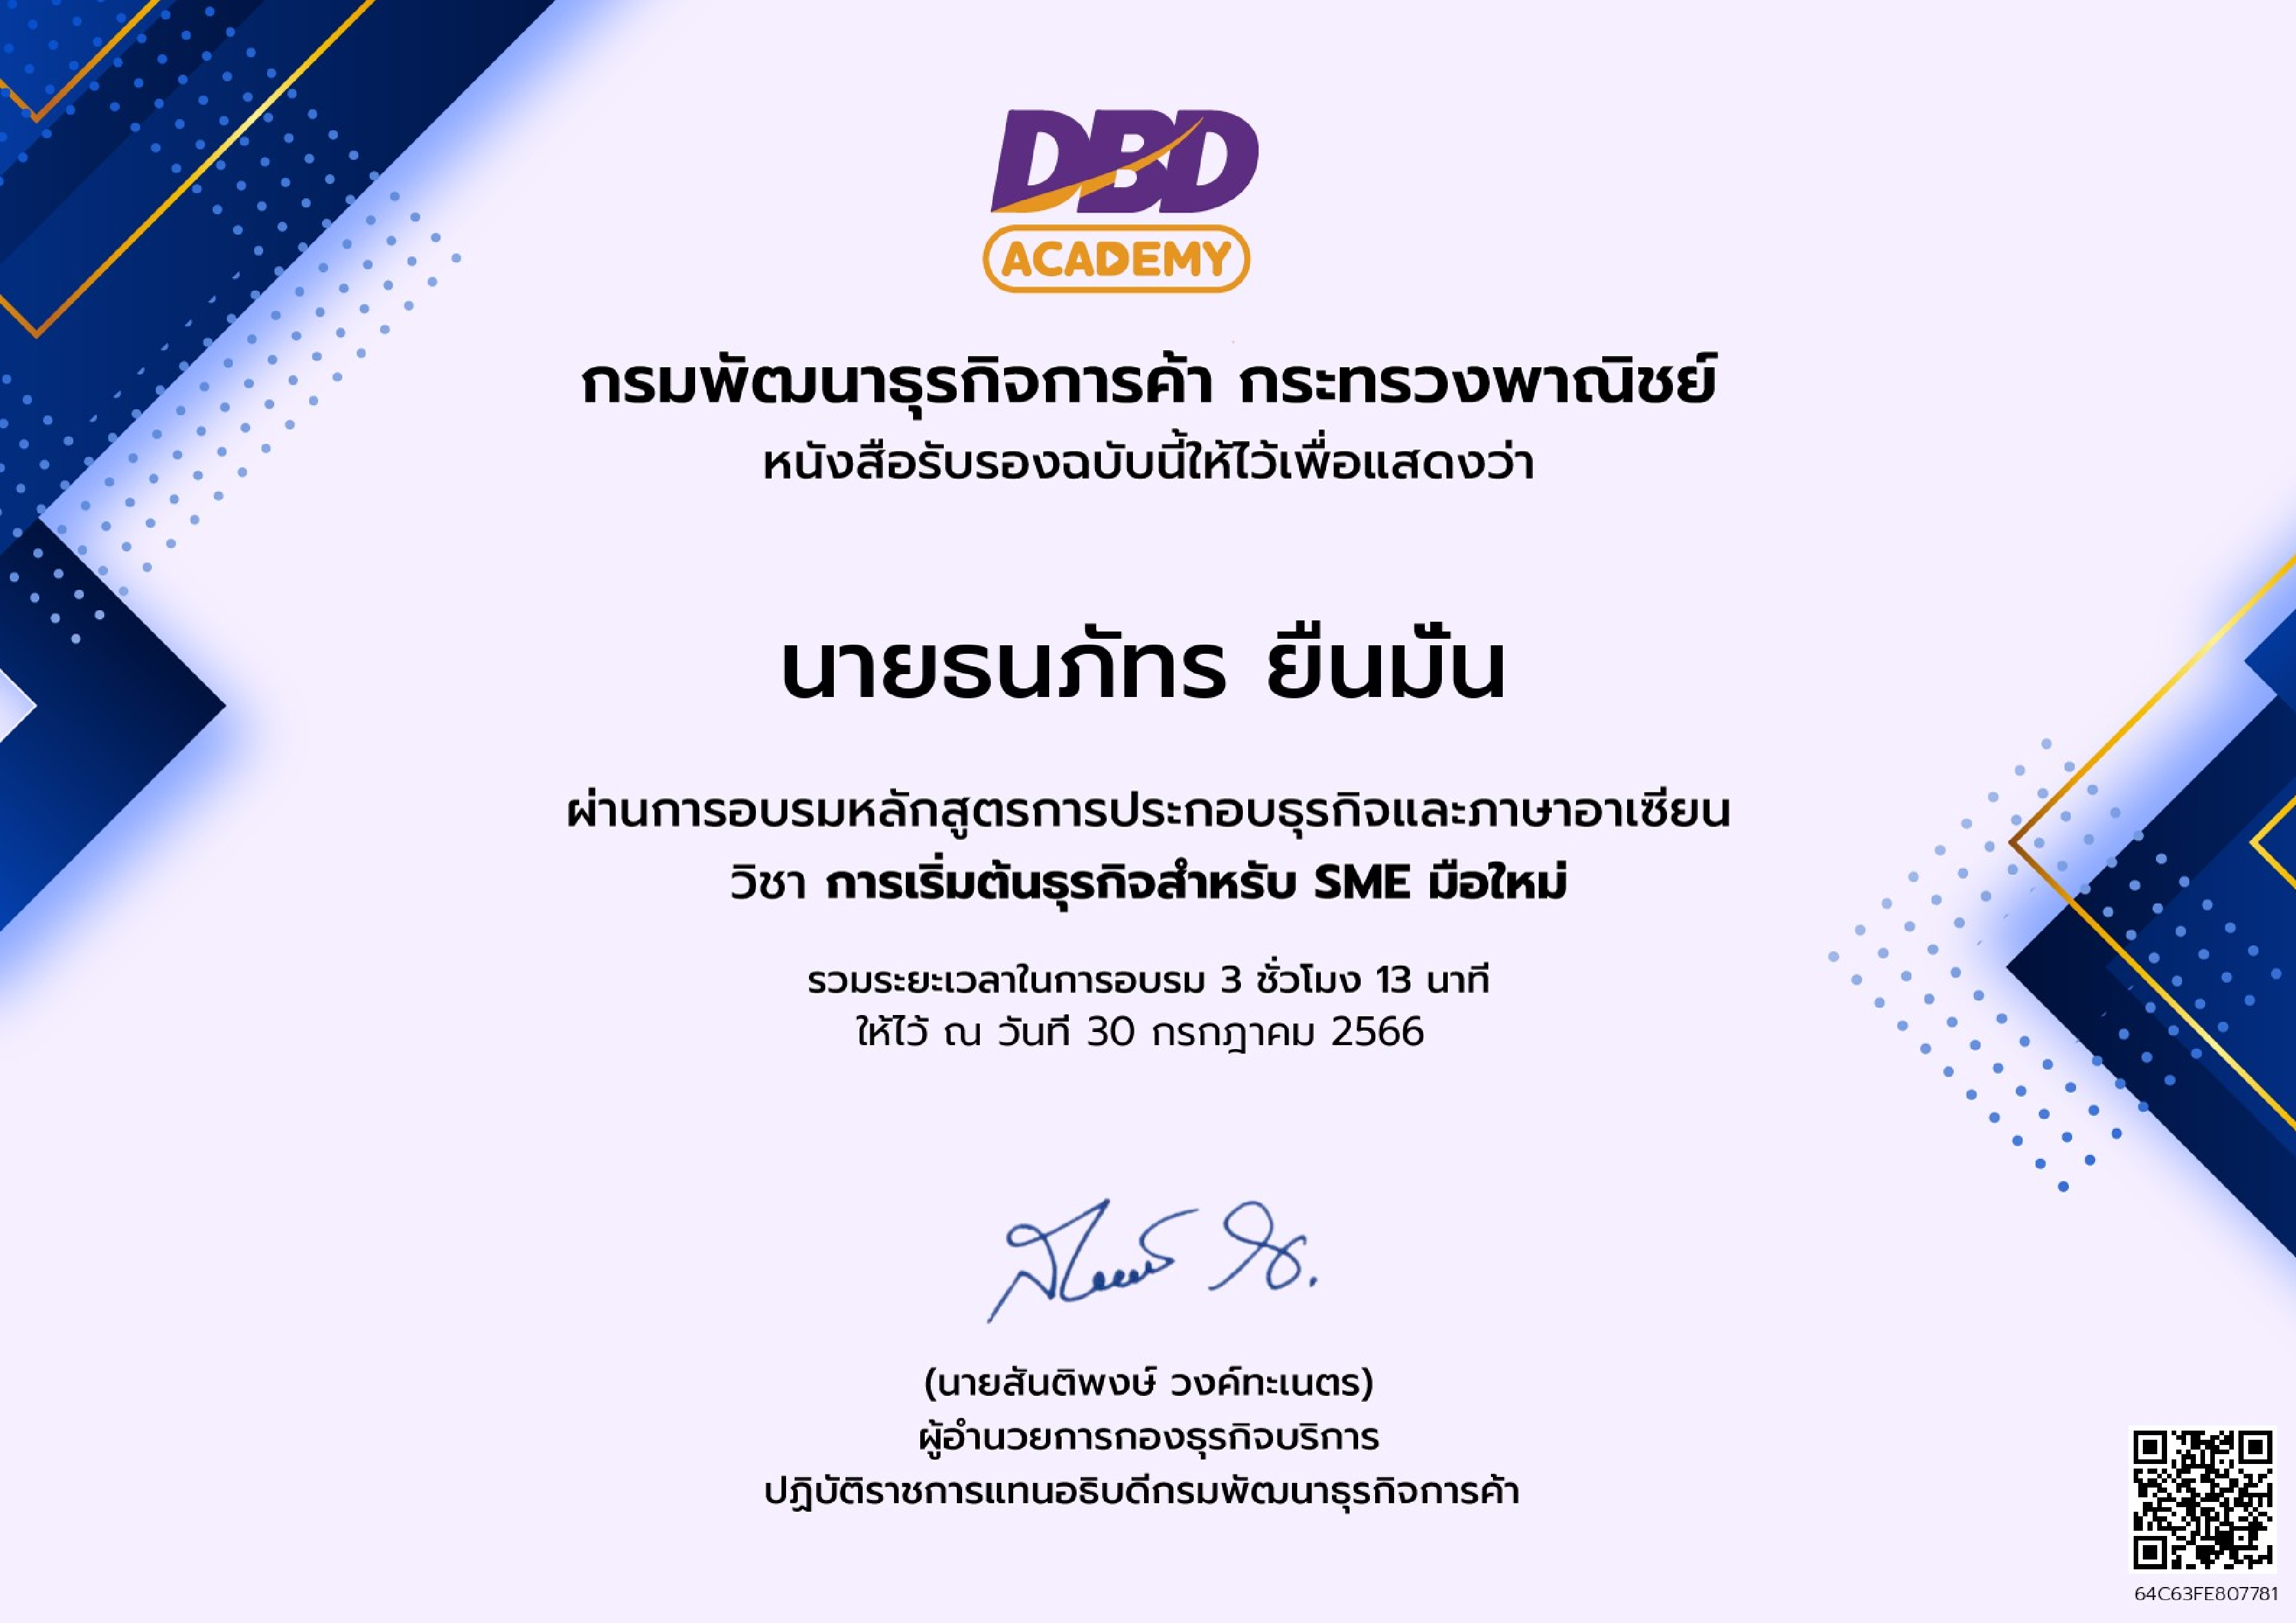 DBD
ACADEMY
กรมพัฒนาธุรกิจการค้า กระทรวงพาณิชย์
หนังสือรับรองฉบับนี้ให้ไว้เพื่อแสดงว่า
นายธนภัทร ยืนมั่น
ผ่านการอบรมหลักสูตรการประกอบธุรกิจและภาษาอาเซียน
วิชา การเริ่มต้นธุรกิจสำหรับ SME มือใหม่
รวมระยะเวลาในการอบรม 3 ชั่วโมง 13 นาที
ให้ไว้ ณ วันที่ 30 กรกฎาคม 2566
(นายสันติพงษ์ วงค์ทะเนตร)
ผู้อำนวยการกองธุรกิจบริการ
ปฏิบัติราชการแทนอธิบดีกรมพัฒนาธุรกิจการค้า
64C63FE807781